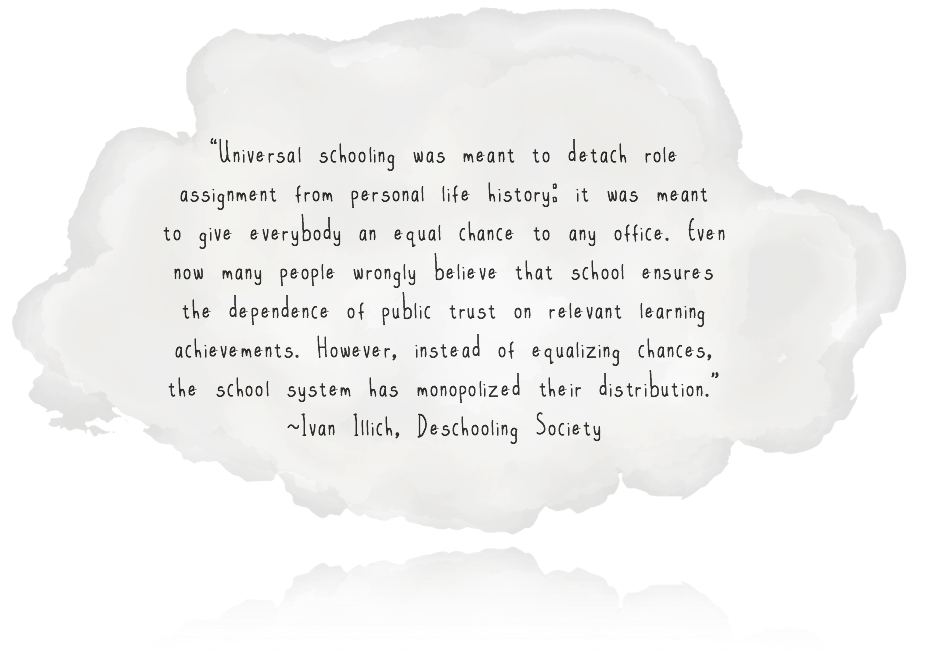 “Universal schooling was meant to detach role
assignment from personal life history: it was meant
to give everybody an equal chance to any office. Even
now many people wrongly believe that school ensures
the dependence of public trust on relevant learning
achievements. However, instead of equalizing chances,
the school system has monopolized their distribution.”
~Ivan Illich, Deschooling Society